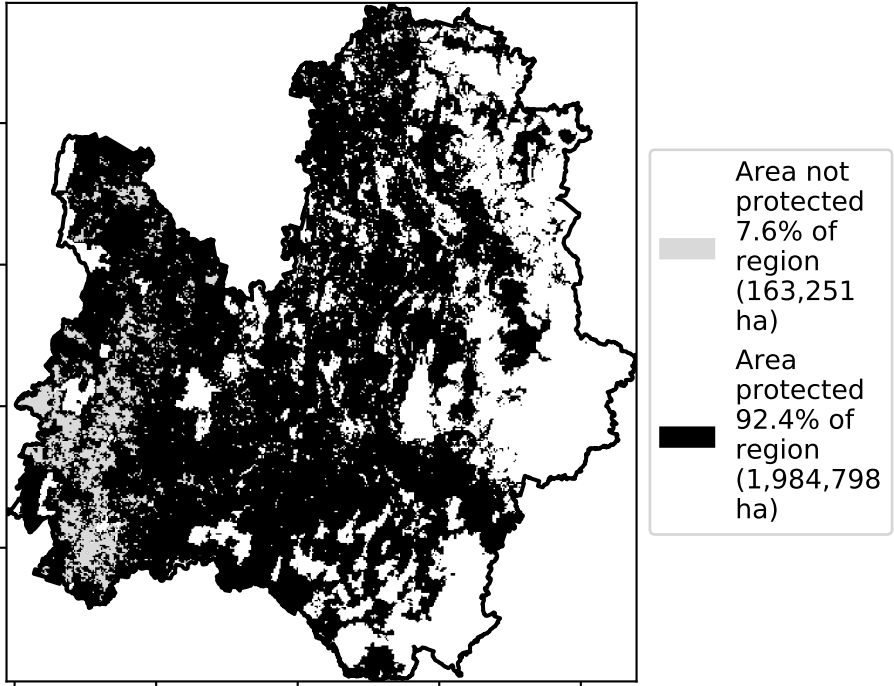 Area not
protected
7.6% of
region
(163,251
ha)
Area
protected
92.4% of
region
(1,984,798
ha)